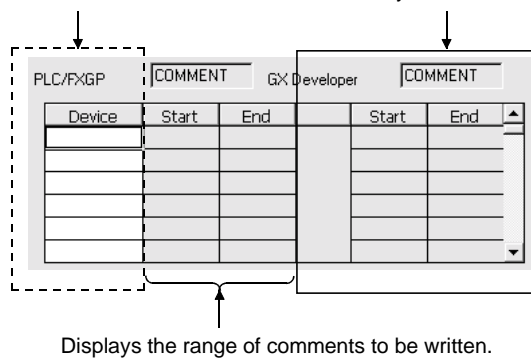 PLC/FXGP COMMENT GX Developer COMMENT
Device Start End Start End
Displays the range of comments to be written.